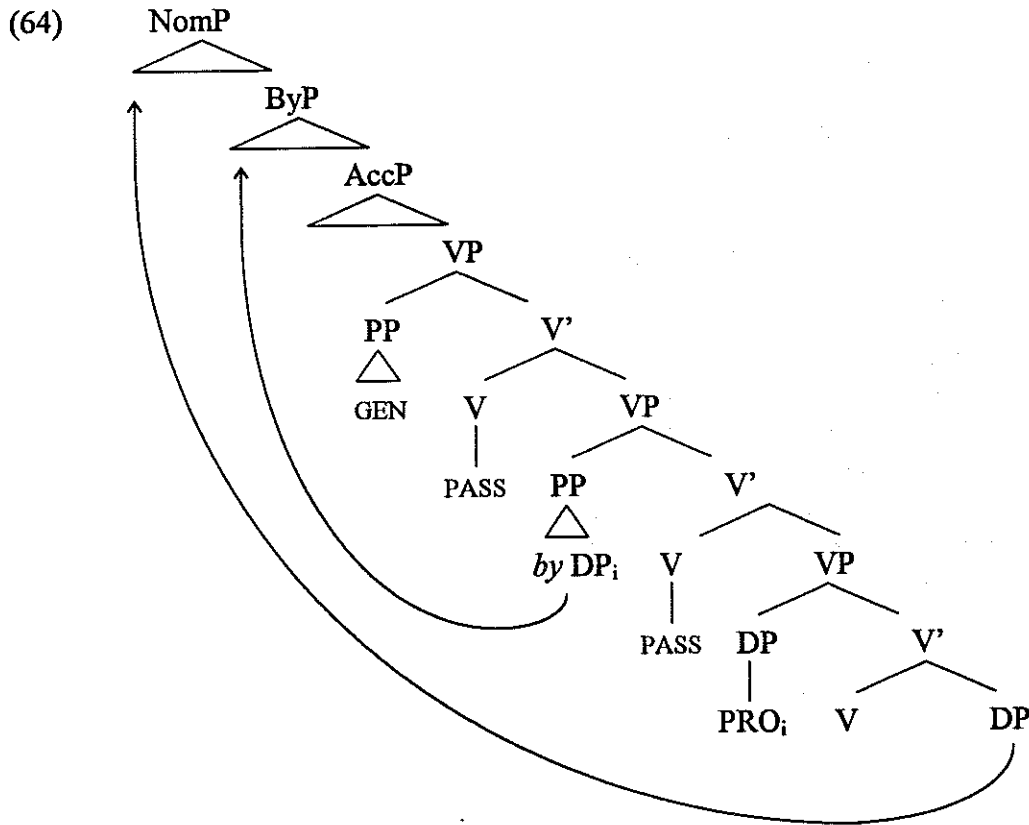 (64) NomP
ByP
AccP
VP
PP V'
GEN V VP
PASS PP V'
by DPi V VP
PASS DP V'
PROi V DP